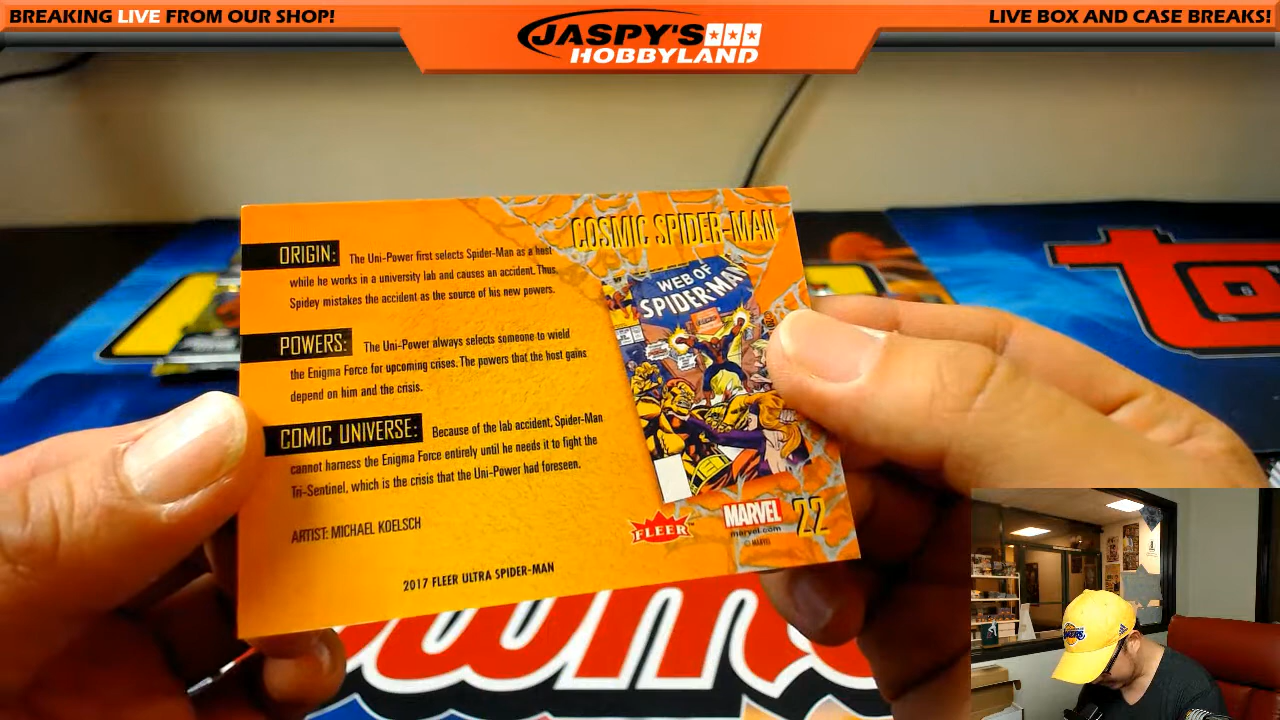 BREAKING LIVE FROM OUR SHOP!
JASPY'S
HOBBYLAND
LIVE BOX AND CASE BREAKS!
COSMIC SPIDER-MAN
ORIGIN: The Uni-Power first selects Spider-Man as a host
while he works in a university lab and causes an accident. Thus,
Spidey mistakes the accident as the source of his new powers.
POWERS: The Uni-Power always selects someone to wield
the Enigma Force for upcoming crises. The powers that the host gains
depend on him and the crisis.
COMIC UNIVERSE: Because of the lab accident, Spider-Man
cannot harness the Enigma Force entirely until he needs it to fight the
Tri-Sentinel, which is the crisis that the Uni-Power had foreseen.
ARTIST: MICHAEL KOELSCH
2017 FLEER ULTRA SPIDER-MAN
WEB OF
SPIDER-MAN
FLEER
MARVEL
marvel.com
© MARVEL
22
to